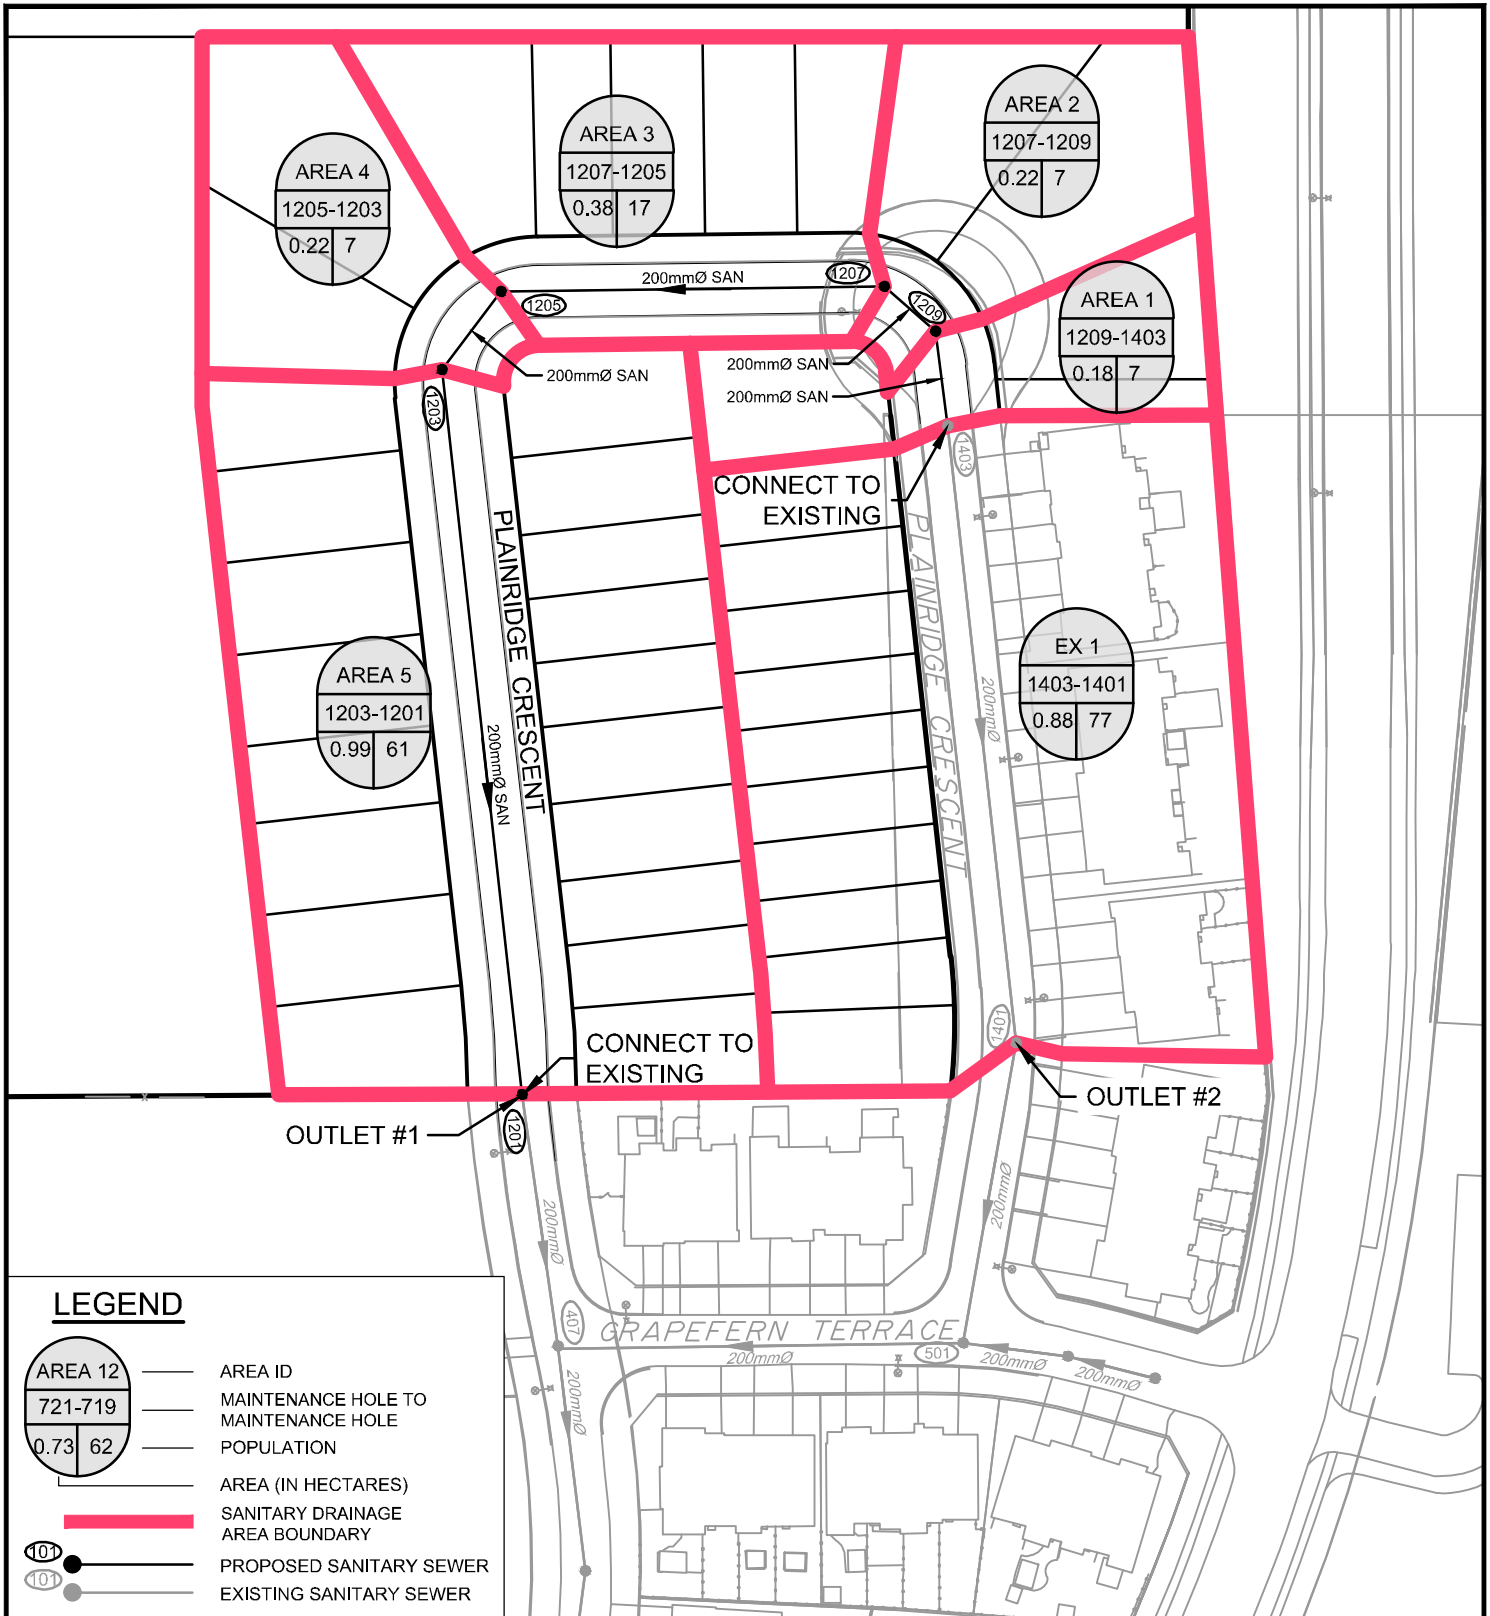 AREA 2
1207-1209
0.22 7
AREA 3
1207-1205
0.38 17
AREA 4
1205-1203
0.22 7
1207
200mmØ SAN
1205
1209
AREA 1
1209-1403
0.18 7
200mmØ SAN
200mmØ SAN
200mmØ SAN
1203
1403
CONNECT TO
EXISTING
PLAINRIDGE CRESCENT
PLAINRIDGE CRESCENT
EX 1
1403-1401
0.88 77
200mmØ
AREA 5
1203-1201
0.99 61
200mmØ SAN
1401
CONNECT TO
EXISTING
OUTLET #2
OUTLET #1
1201
200mmØ
200mmØ
407
GRAPEFERN TERRACE
501
200mmØ
200mmØ
200mmØ
200mmØ
LEGEND
AREA 12
721-719
0.73 62
AREA ID
MAINTENANCE HOLE TO
MAINTENANCE HOLE
POPULATION
AREA (IN HECTARES)
SANITARY DRAINAGE
AREA BOUNDARY
101
PROPOSED SANITARY SEWER
101
EXISTING SANITARY SEWER